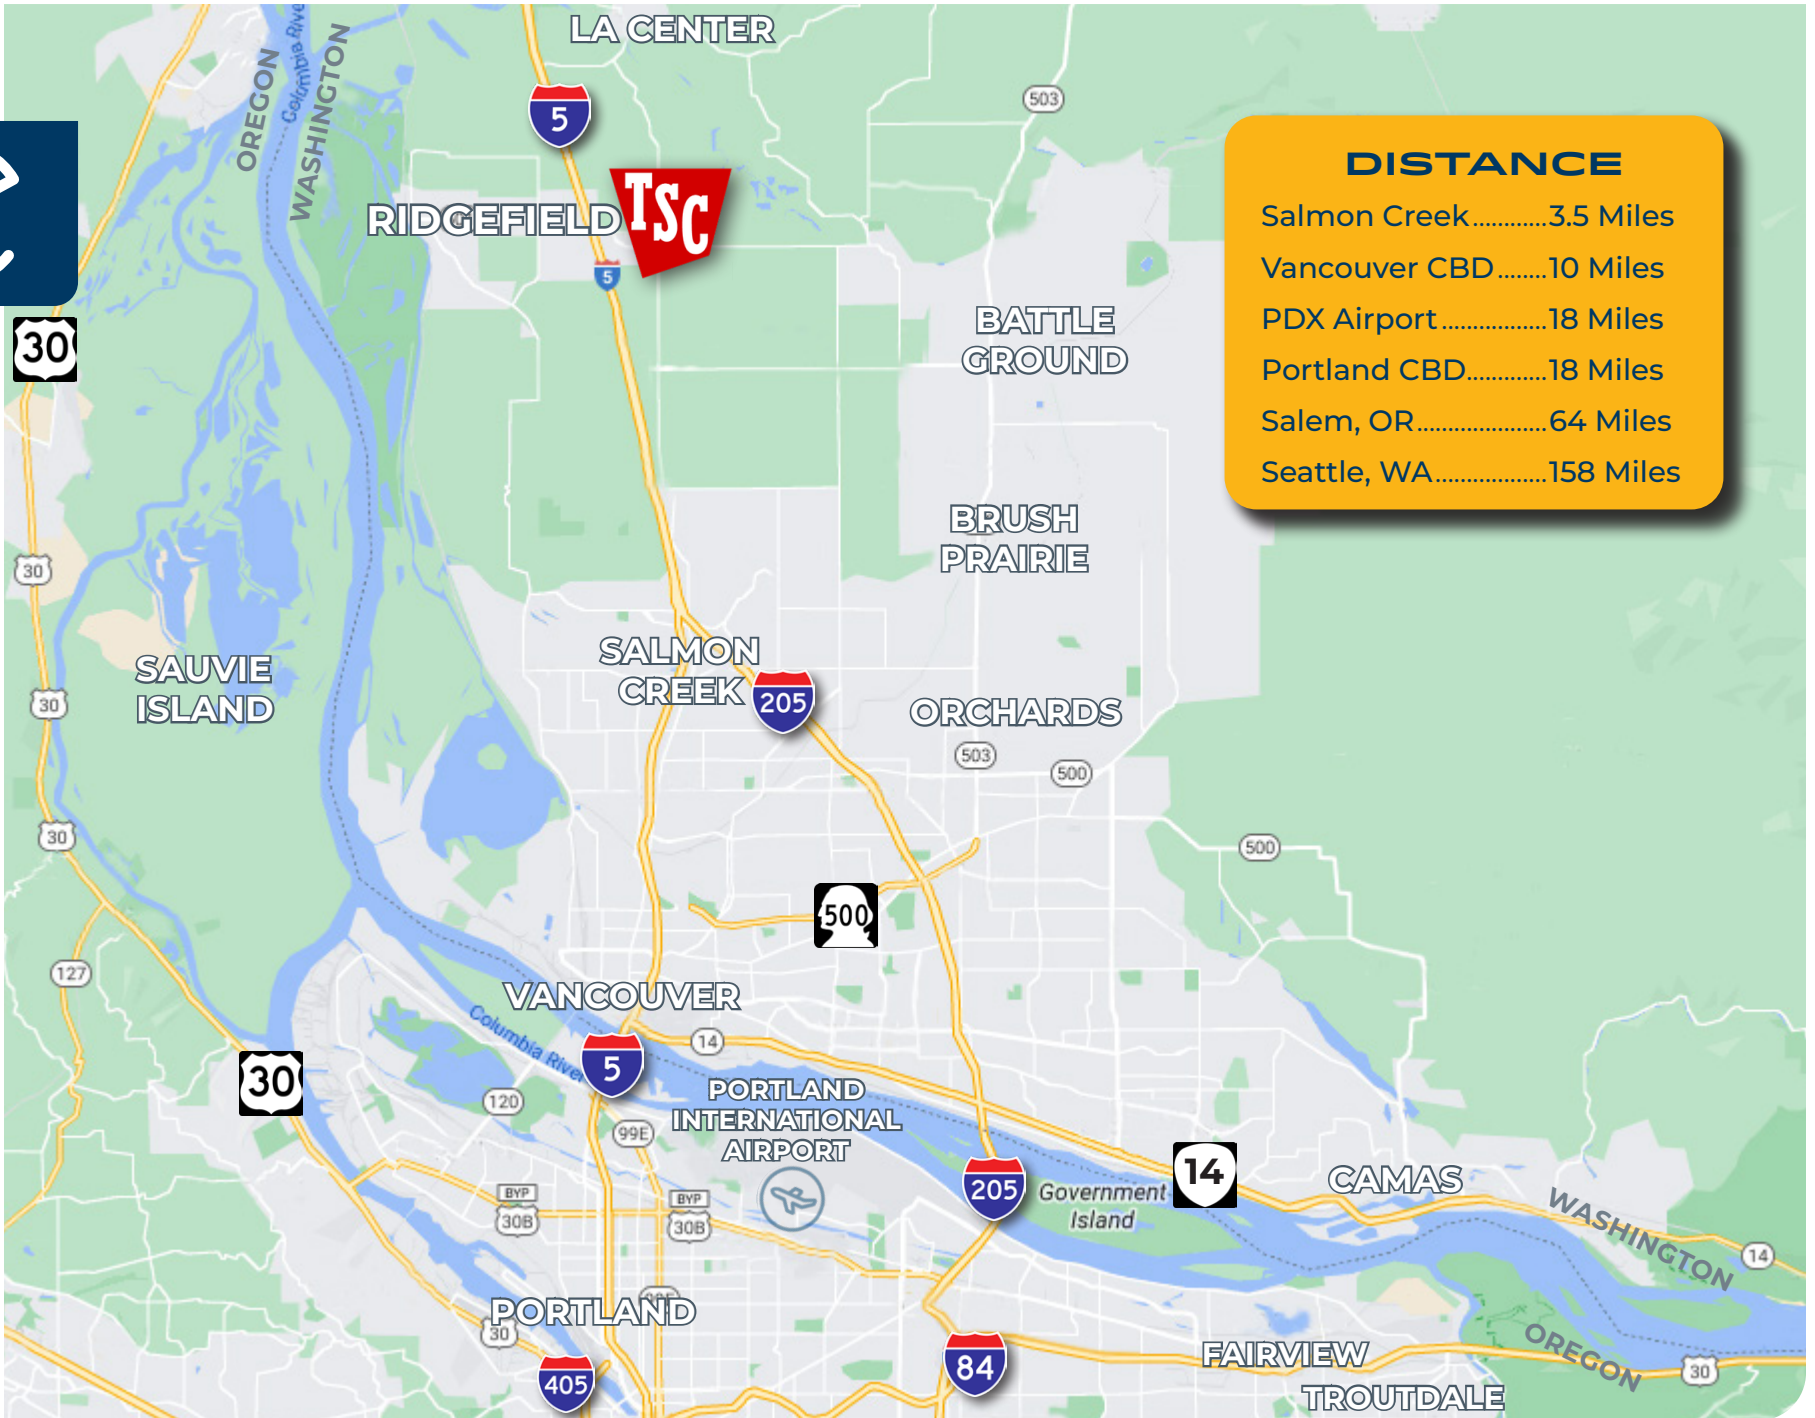 LA CENTER
OREGON
Columbia Rive
WASHINGTON
5
503
TSC
RIDGEFIELD
5
30
DISTANCE
Salmon Creek............3.5 Miles
Vancouver CBD........10 Miles
PDX Airport.................18 Miles
Portland CBD.............18 Miles
Salem, OR.....................64 Miles
Seattle, WA..................158 Miles
BATTLE
GROUND
BRUSH
PRAIRIE
30
SAUVIE
ISLAND
30
SALMON
CREEK
205
ORCHARDS
503
500
30
500
500
127
VANCOUVER
Columbia River
14
5
30
120
99E
PORTLAND
INTERNATIONAL
AIRPORT
205
Government
Island
14
CAMAS
WASHINGTON
14
BYP
30B
BYP
30B
PORTLAND
30
405
84
FAIRVIEW
TROUTDALE
OREGON
30